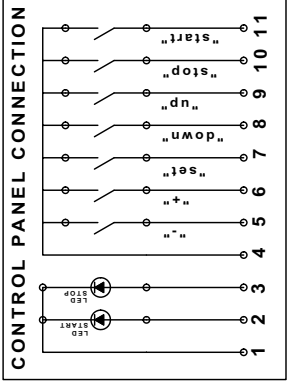 CONTROL PANEL CONNECTION
"start"
11
"stop"
10
"up"
9
"down"
8
"set"
7
"+"
6
"-"
5
4
LED
STOP
3
LED
START
2
1